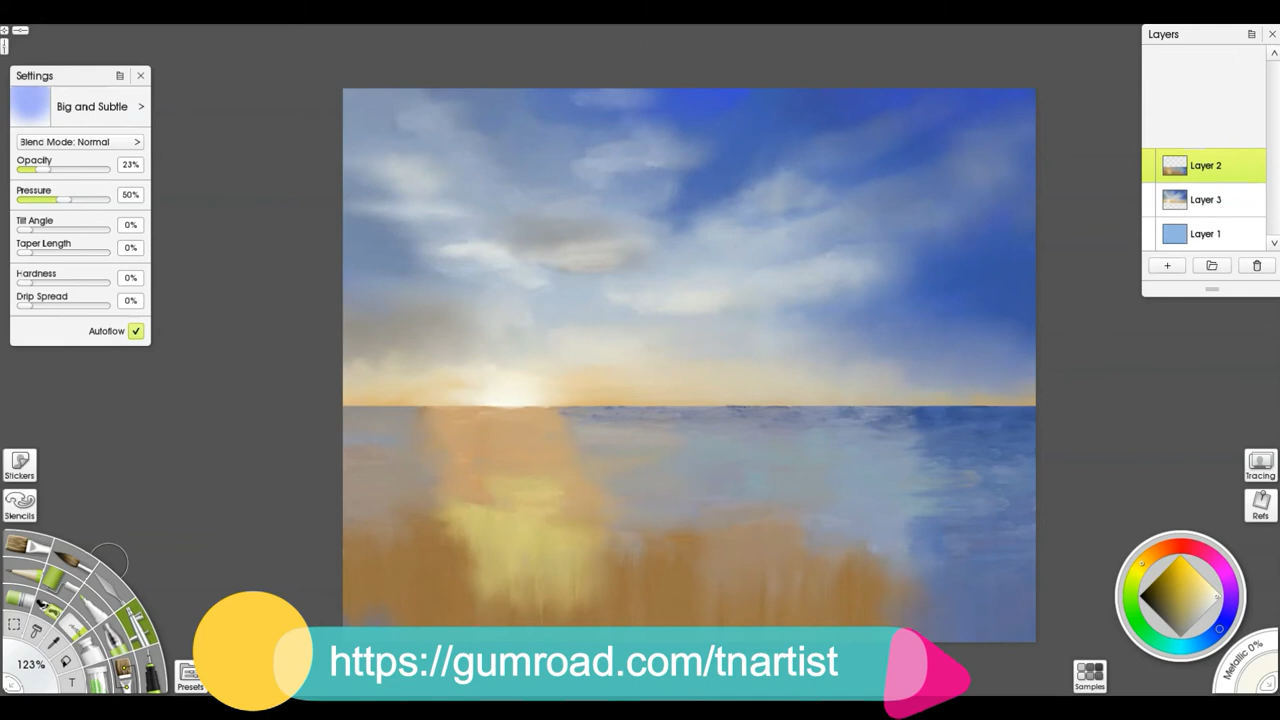 Settings
Big and Subtle >
Blend Mode: Normal >
Opacity
23%
Pressure
50%
Tilt Angle
0%
Taper Length
0%
Hardness
0%
Drip Spread
0%
Autoflow
Layers
Layer 2
Layer 3
Layer 1
Stickers
Stencils
Tracing
Refs
123%
T
Presets
https://gumroad.com/tnartist
Samples
Metallic 0%